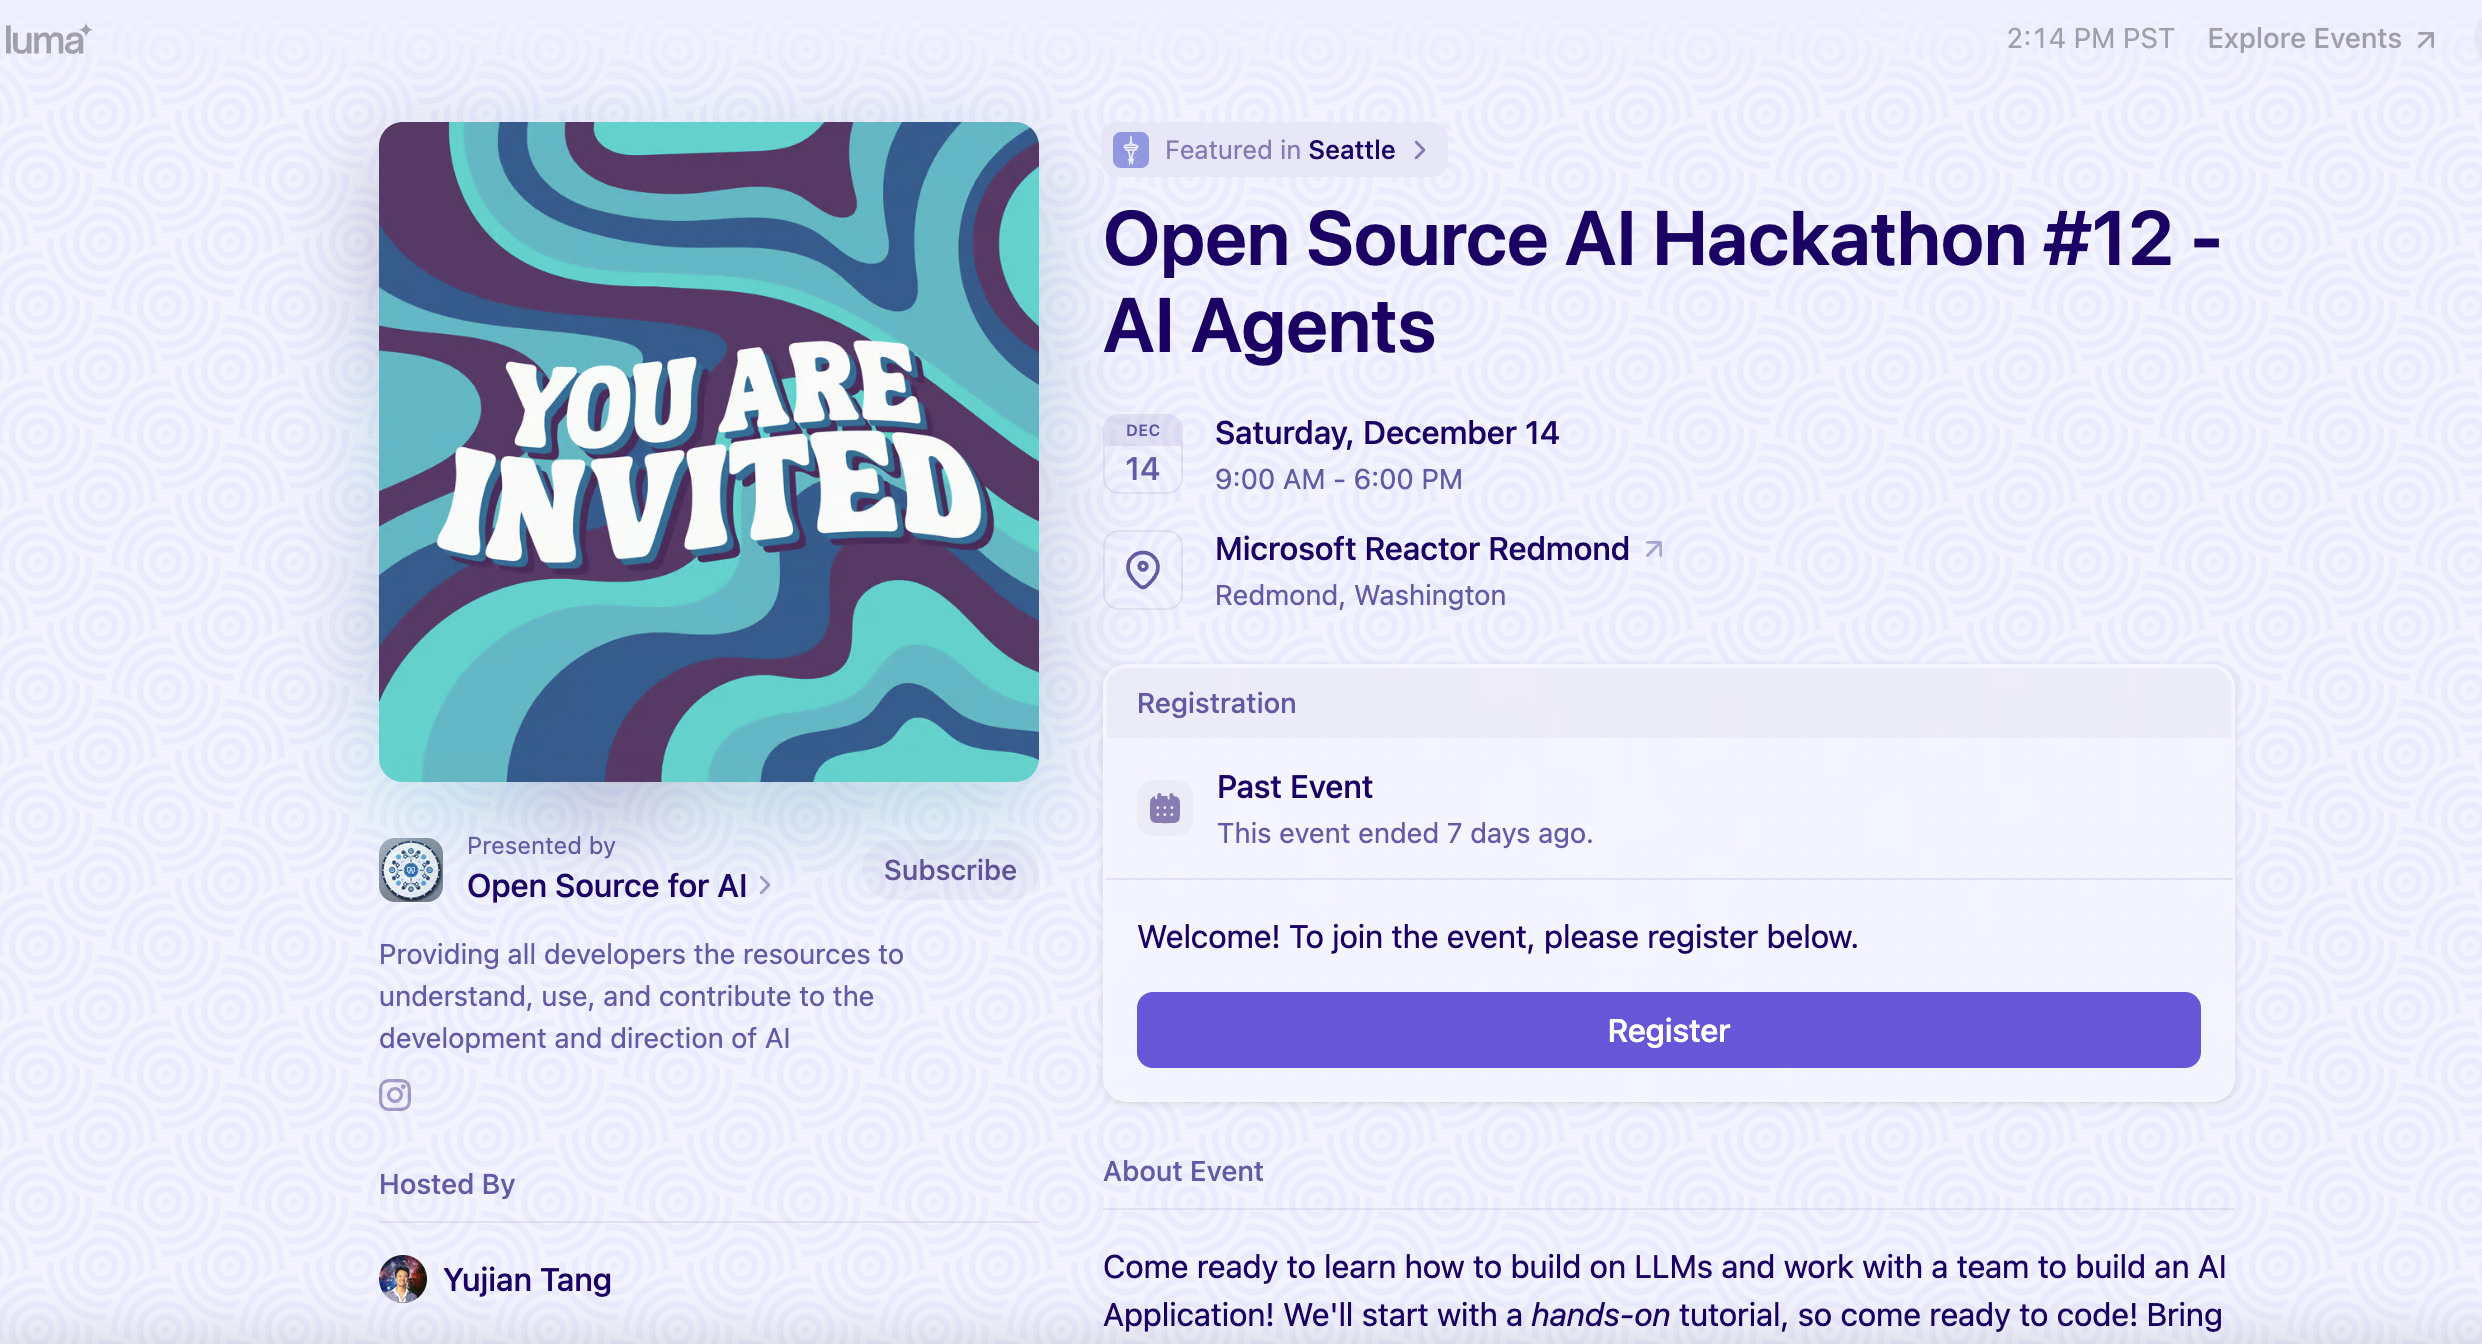 luma
2:14 PM PST
Explore Events ↗
YOU ARE
INVITED
Presented by
Open Source for AI
Subscribe
Providing all developers the resources to
understand, use, and contribute to the
development and direction of AI
Hosted By
Yujian Tang
Featured in Seattle
Open Source AI Hackathon #12 -
AI Agents
DEC
14
Saturday, December 14
9:00 AM - 6:00 PM
Microsoft Reactor Redmond ↗
Redmond, Washington
Registration
Past Event
This event ended 7 days ago.
Welcome! To join the event, please register below.
Register
About Event
Come ready to learn how to build on LLMs and work with a team to build an AI
Application! We'll start with a hands-on tutorial, so come ready to code! Bring